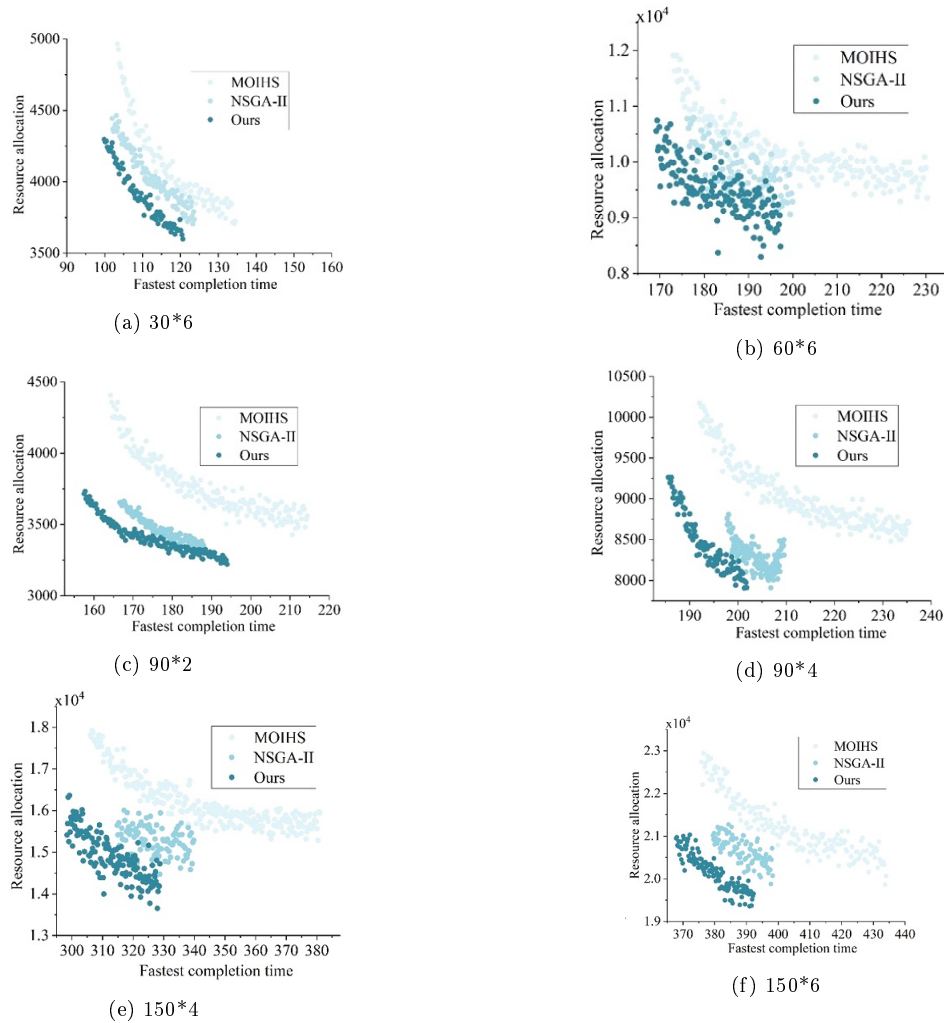 5000
4500
4000
3500
90 100 110 120 130 140 150 160
Resource allocation
Fastest completion time
MOIHS
NSGA-II
Ours
(a) 30*6
x10⁴
1.2
1.1
1.0
0.9
0.8
170 180 190 200 210 220 230
Resource allocation
Fastest completion time
MOIHS
NSGA-II
Ours
(b) 60*6
4500
4000
3500
3000
160 170 180 190 200 210 220
Resource allocation
Fastest completion time
MOIHS
NSGA-II
Ours
(c) 90*2
10500
10000
9500
9000
8500
8000
190 200 210 220 230 240
Resource allocation
Fastest completion time
MOIHS
NSGA-II
Ours
(d) 90*4
x10⁴
1.8
1.7
1.6
1.5
1.4
1.3
300 310 320 330 340 350 360 370 380
Resource allocation
Fastest completion time
MOIHS
NSGA-II
Ours
(e) 150*4
x10⁴
2.3
2.2
2.1
2.0
1.9
370 380 390 400 410 420 430 440
Resource allocation
Fastest completion time
MOIHS
NSGA-II
Ours
(f) 150*6